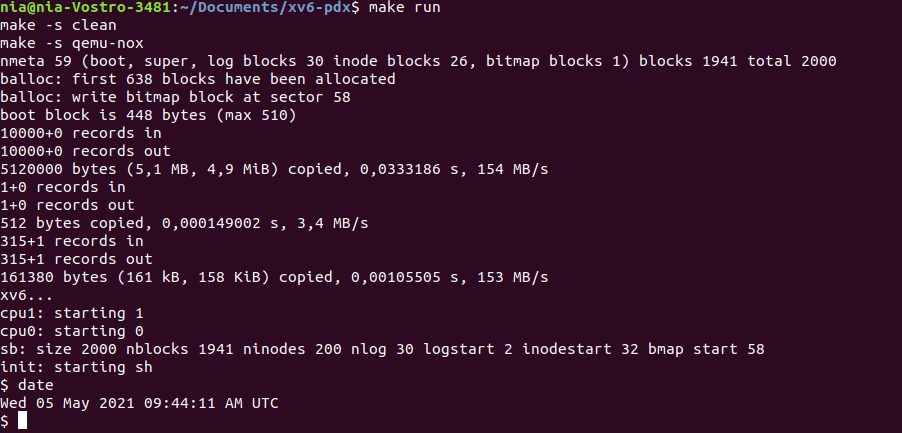 nia@nia-Vostro-3481:~/Documents/xv6-pdx$ make run
make -s clean
make -s qemu-nox
nmeta 59 (boot, super, log blocks 30 inode blocks 26, bitmap blocks 1) blocks 1941 total 2000
balloc: first 638 blocks have been allocated
balloc: write bitmap block at sector 58
boot block is 448 bytes (max 510)
10000+0 records in
10000+0 records out
5120000 bytes (5,1 MB, 4,9 MiB) copied, 0,0333186 s, 154 MB/s
1+0 records in
1+0 records out
512 bytes copied, 0,000149002 s, 3,4 MB/s
315+1 records in
315+1 records out
161380 bytes (161 kB, 158 KiB) copied, 0,00105505 s, 153 MB/s
xv6...
cpu1: starting 1
cpu0: starting 0
sb: size 2000 nblocks 1941 ninodes 200 nlog 30 logstart 2 inodestart 32 bmap start 58
init: starting sh
$ date
Wed 05 May 2021 09:44:11 AM UTC
$